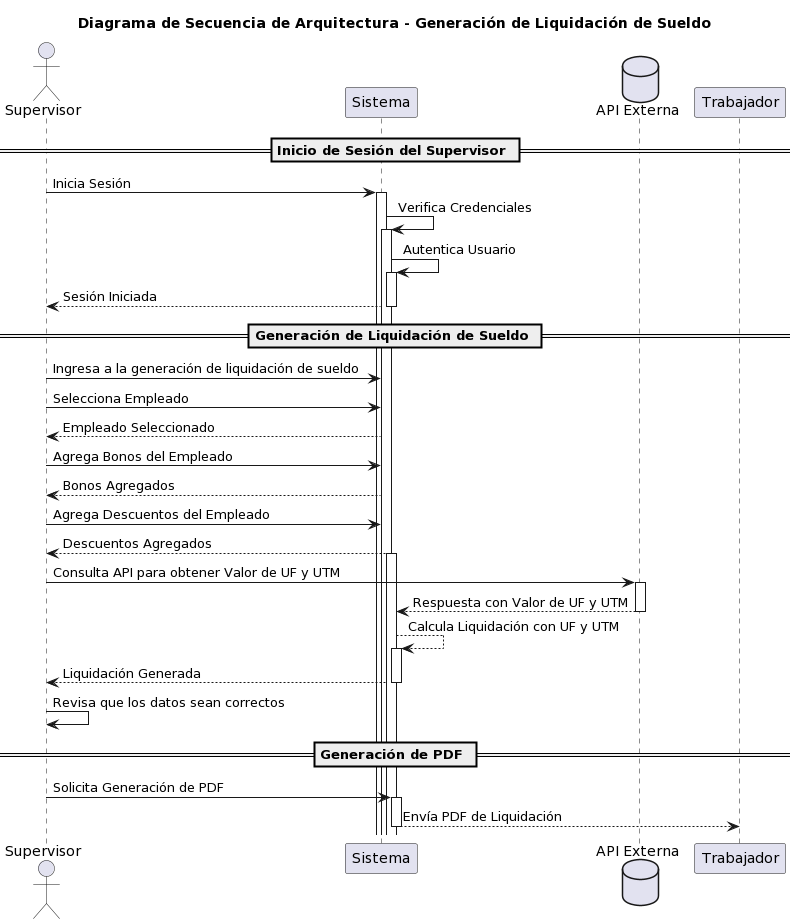 Diagrama de Secuencia de Arquitectura - Generación de Liquidación de Sueldo
Supervisor
Sistema
API Externa
Trabajador
Inicio de Sesión del Supervisor
Inicia Sesión
Verifica Credenciales
Autentica Usuario
Sesión Iniciada
Generación de Liquidación de Sueldo
Ingresa a la generación de liquidación de sueldo
Selecciona Empleado
Empleado Seleccionado
Agrega Bonos del Empleado
Bonos Agregados
Agrega Descuentos del Empleado
Descuentos Agregados
Consulta API para obtener Valor de UF y UTM
Respuesta con Valor de UF y UTM
Calcula Liquidación con UF y UTM
Liquidación Generada
Revisa que los datos sean correctos
Generación de PDF
Solicita Generación de PDF
Envía PDF de Liquidación
Supervisor
Sistema
API Externa
Trabajador